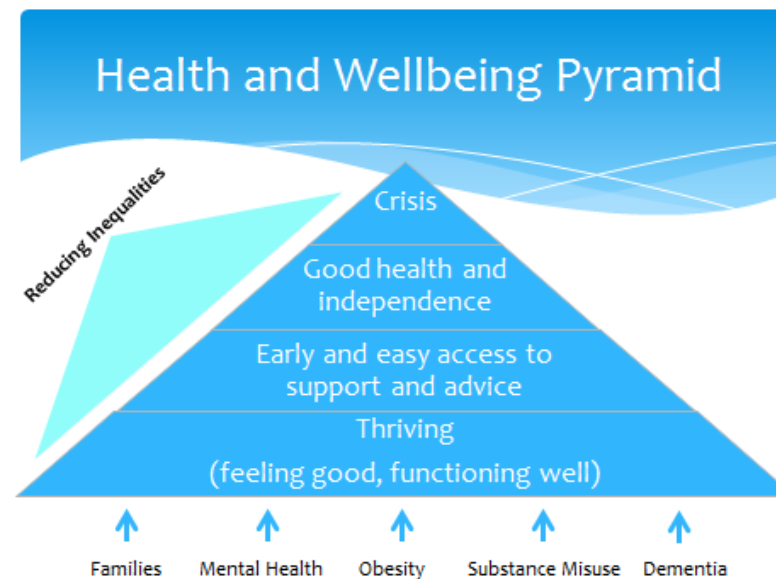 Health and Wellbeing Pyramid
Reducing Inequalities
Crisis
Good health and
independence
Early and easy access to
support and advice
Thriving
(feeling good, functioning well)
Families
Mental Health
Obesity
Substance Misuse
Dementia